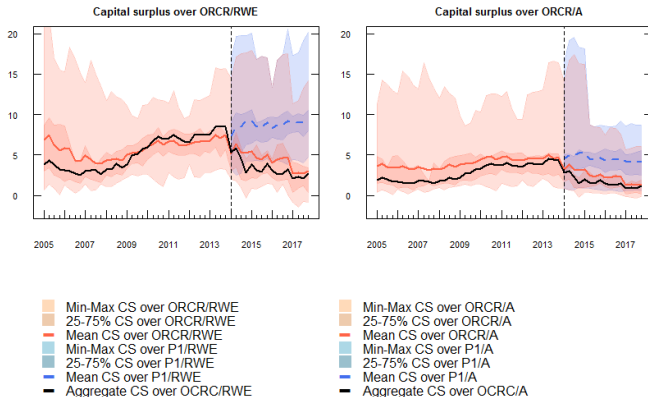 Capital surplus over ORCR/RWE
20
15
10
5
0
2005 2007 2009 2011 2013 2015 2017
Min-Max CS over ORCR/RWE
25-75% CS over ORCR/RWE
Mean CS over ORCR/RWE
Min-Max CS over P1/RWE
25-75% CS over P1/RWE
Mean CS over P1/RWE
Aggregate CS over OCRC/RWE
Capital surplus over ORCR/A
20
15
10
5
0
2005 2007 2009 2011 2013 2015 2017
Min-Max CS over ORCR/A
25-75% CS over ORCR/A
Mean CS over ORCR/A
Min-Max CS over P1/A
25-75% CS over P1/A
Mean CS over P1/A
Aggregate CS over OCRC/A